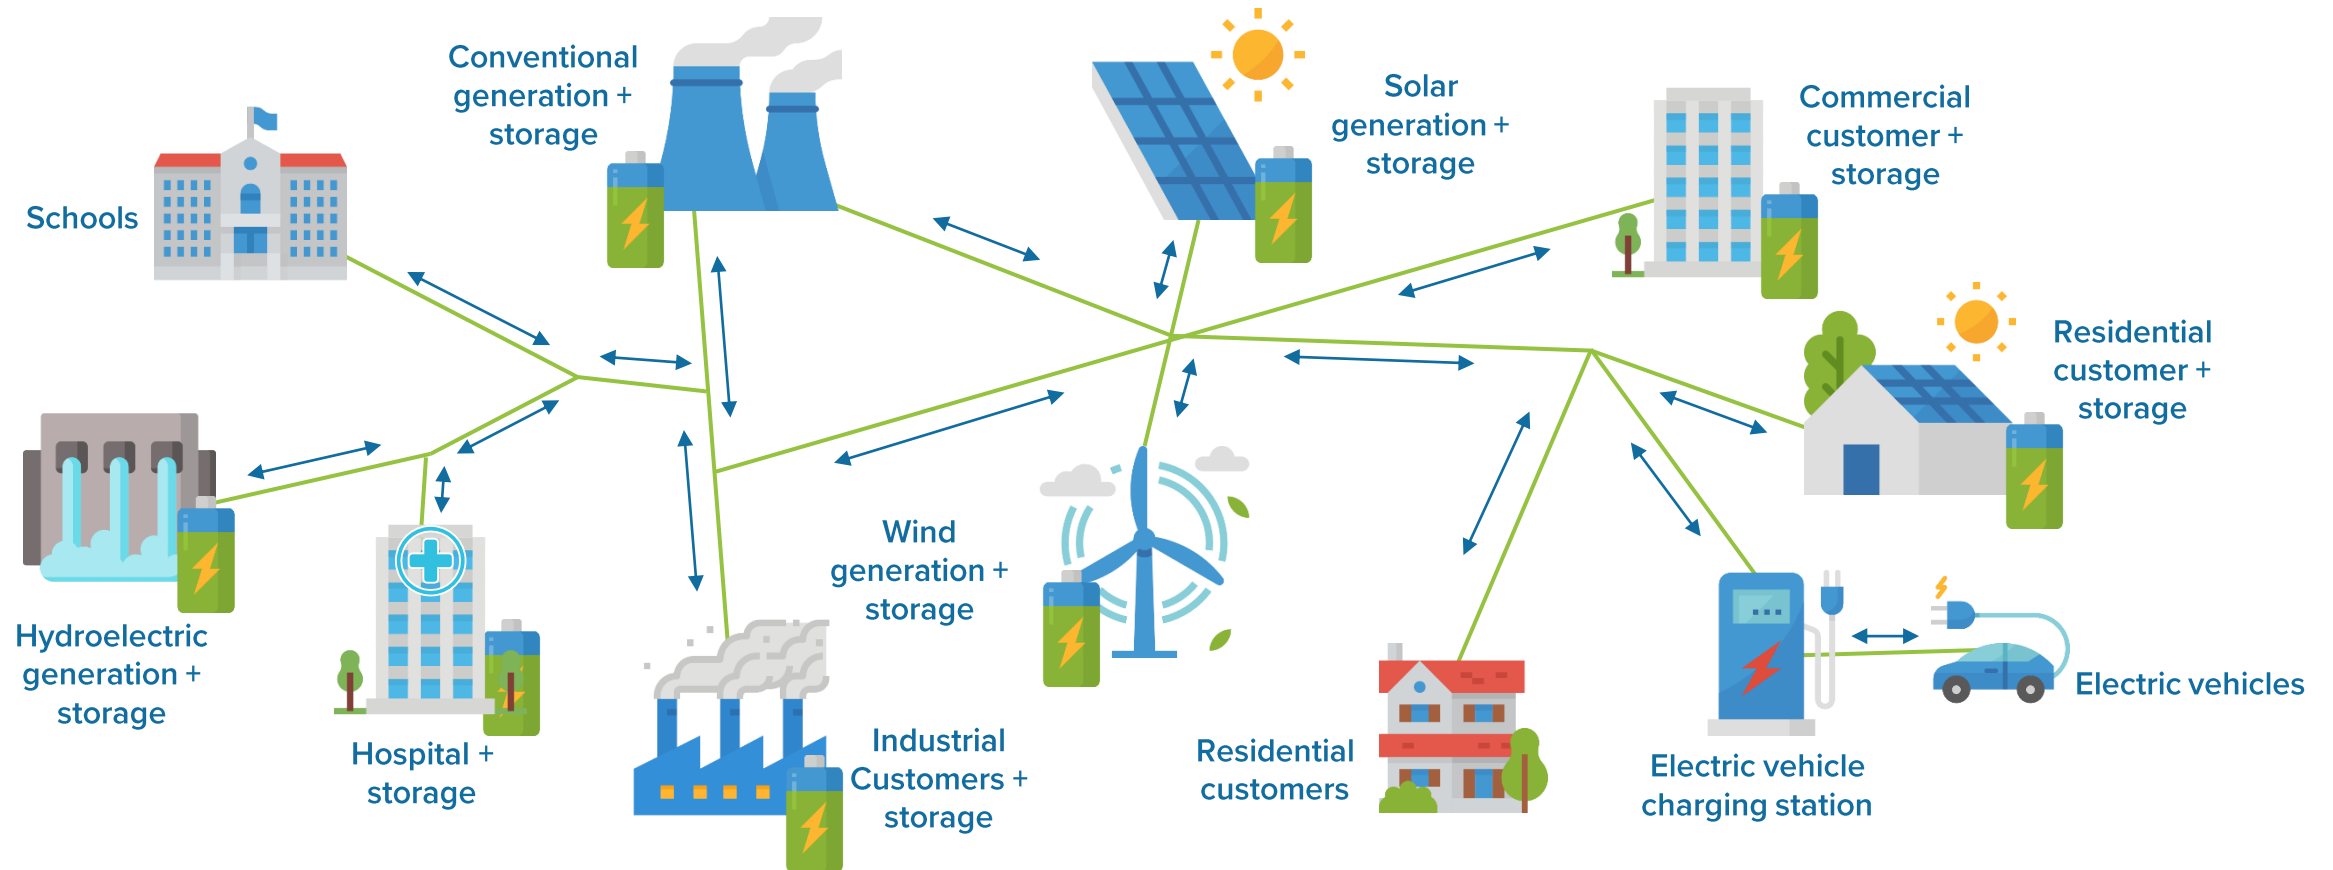 Conventional
generation +
storage
Solar
generation +
storage
Commercial
customer +
storage
Schools
Residential
customer +
storage
Wind
generation +
storage
Hydroelectric
generation +
storage
Hospital +
storage
Industrial
Customers +
storage
Residential
customers
Electric vehicle
charging station
Electric vehicles